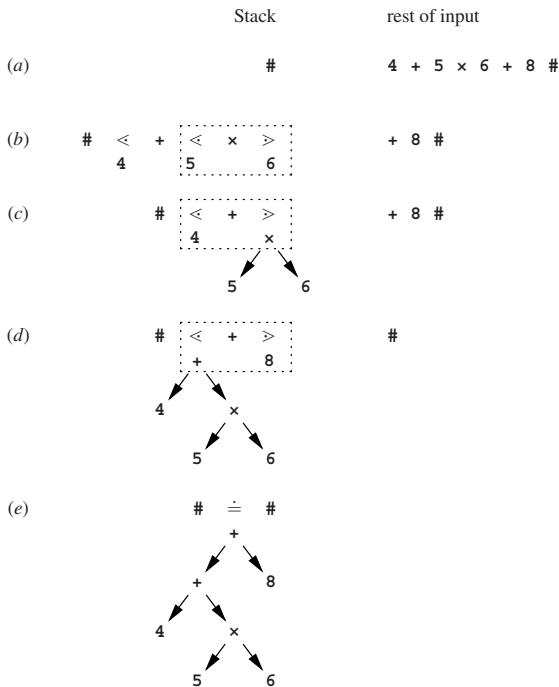 Stack rest of input
(a) # 4 + 5 × 6 + 8 #
(b) # ⋖ + ⋖ × ⋗ + 8 #
4 5 6
(c) # ⋖ + ⋗ + 8 #
4 ×
5 6
(d) # ⋖ + ⋗ #
+ 8
4 ×
5 6
(e) # ≐ #
+
+ 8
4 ×
5 6